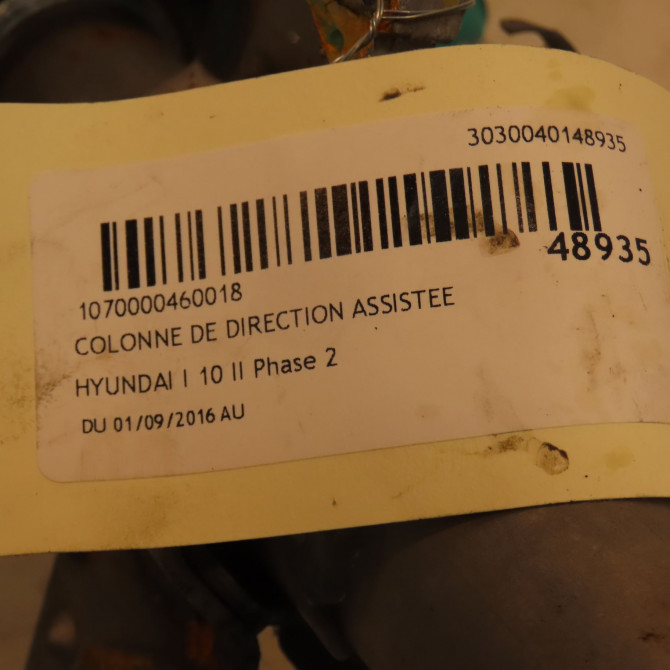 3030040148935
48935
1070000460018
COLONNE DE DIRECTION ASSISTEE
HYUNDAI I 10 II Phase 2
DU 01/09/2016 AU